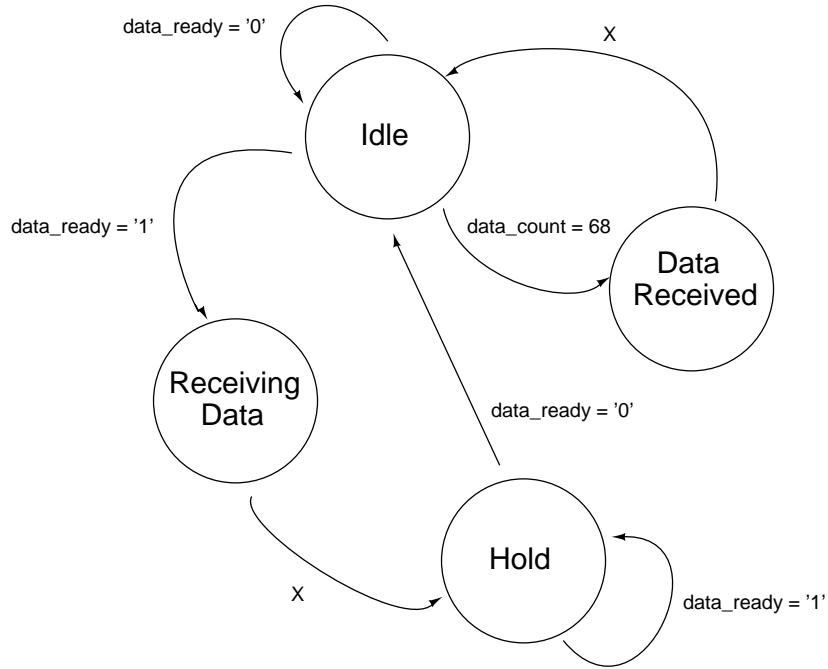 data_ready = '0'
X
Idle
data_ready = '1'
data_count = 68
Data
Received
Receiving
Data
data_ready = '0'
Hold
X
data_ready = '1'